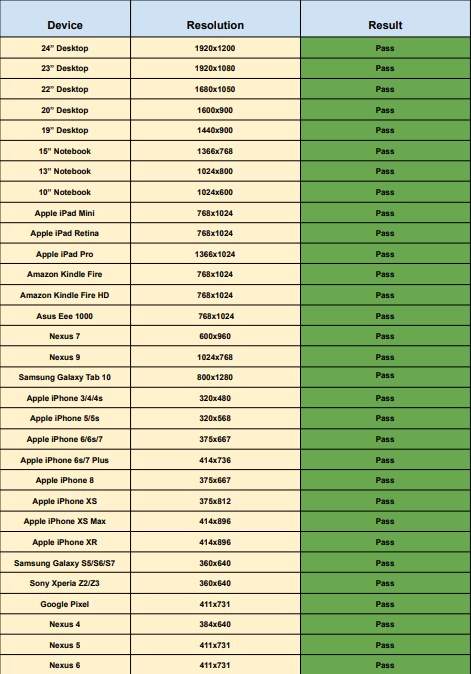 Device Resolution Result
24” Desktop 1920x1200 Pass
23” Desktop 1920x1080 Pass
22” Desktop 1680x1050 Pass
20” Desktop 1600x900 Pass
19” Desktop 1440x900 Pass
15” Notebook 1366x768 Pass
13” Notebook 1024x800 Pass
10” Notebook 1024x600 Pass
Apple iPad Mini 768x1024 Pass
Apple iPad Retina 768x1024 Pass
Apple iPad Pro 1366x1024 Pass
Amazon Kindle Fire 768x1024 Pass
Amazon Kindle Fire HD 768x1024 Pass
Asus Eee 1000 768x1024 Pass
Nexus 7 600x960 Pass
Nexus 9 1024x768 Pass
Samsung Galaxy Tab 10 800x1280 Pass
Apple iPhone 3/4/4s 320x480 Pass
Apple iPhone 5/5s 320x568 Pass
Apple iPhone 6/6s/7 375x667 Pass
Apple iPhone 6s/7 Plus 414x736 Pass
Apple iPhone 8 375x667 Pass
Apple iPhone XS 375x812 Pass
Apple iPhone XS Max 414x896 Pass
Apple iPhone XR 414x896 Pass
Samsung Galaxy S5/S6/S7 360x640 Pass
Sony Xperia Z2/Z3 360x640 Pass
Google Pixel 411x731 Pass
Nexus 4 384x640 Pass
Nexus 5 411x731 Pass
Nexus 6 411x731 Pass